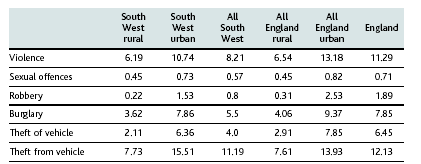 South West rural South West urban All South West All England rural All England urban England
Violence 6.19 10.74 8.21 6.54 13.18 11.29
Sexual offences 0.45 0.73 0.57 0.45 0.82 0.71
Robbery 0.22 1.53 0.8 0.31 2.53 1.89
Burglary 3.62 7.86 5.5 4.06 9.37 7.85
Theft of vehicle 2.11 6.36 4.0 2.91 7.85 6.45
Theft from vehicle 7.73 15.51 11.19 7.61 13.93 12.13